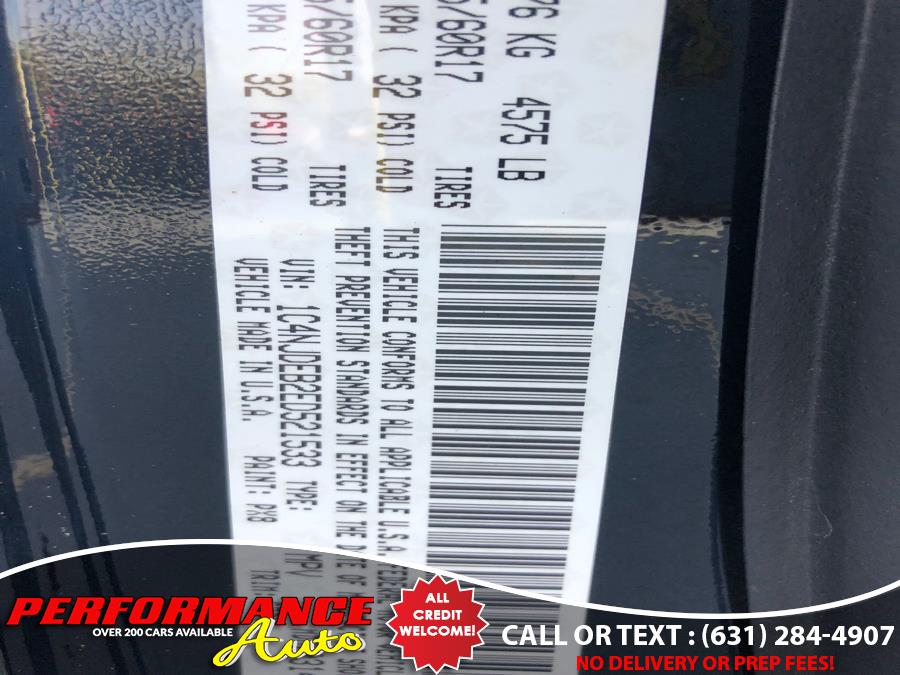 76 KG 4575 LB
/60R17 TIRES
KPA ( 32 PSI) COLD
/60R17 TIRES
KPA ( 32 PSI) COLD
THIS VEHICLE CONFORMS TO ALL APPLICABLE U.S.A.
THEFT PREVENTION STANDARDS IN EFFECT ON THE DATE OF
VIN: 1C4NJDEB2ED521533 TYPE: MPV
VEHICLE MADE IN U.S.A. PAINT: PX8
PERFORMANCE
OVER 200 CARS AVAILABLE
Auto
ALL
CREDIT
WELCOME!
CALL OR TEXT : (631) 284-4907
NO DELIVERY OR PREP FEES!